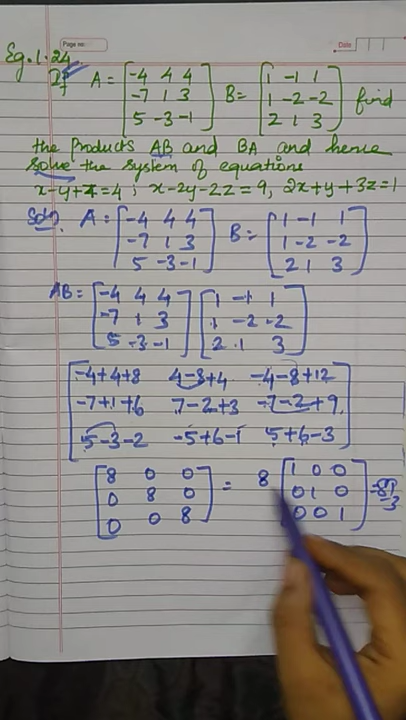 Page no:
Date
Eg.1.24
If A = [-4 4 4 B = [1 -1 1 find
-7 1 3 1 -2 -2
5 -3 -1] 2 1 3]
the products AB and BA and hence
solve the system of equations
x-y+z=4; x-2y-2z=9, 2x+y+3z=1
Soln. A = [-4 4 4 B = [1 -1 1
-7 1 3 1 -2 -2
5 -3 -1] 2 1 3]
AB = [-4 4 4 [1 -1 1
-7 1 3 1 -2 -2
5 -3 -1] 2 1 3]
[-4+4+8 4-8+4 -4-8+12
-7+1+6 7-2+3 -7-2+9
5-3-2 -5+6-1 5+6-3]
[8 0 0 = 8 [1 0 0
0 8 0 0 1 0 =8I3
0 0 8] 0 0 1]